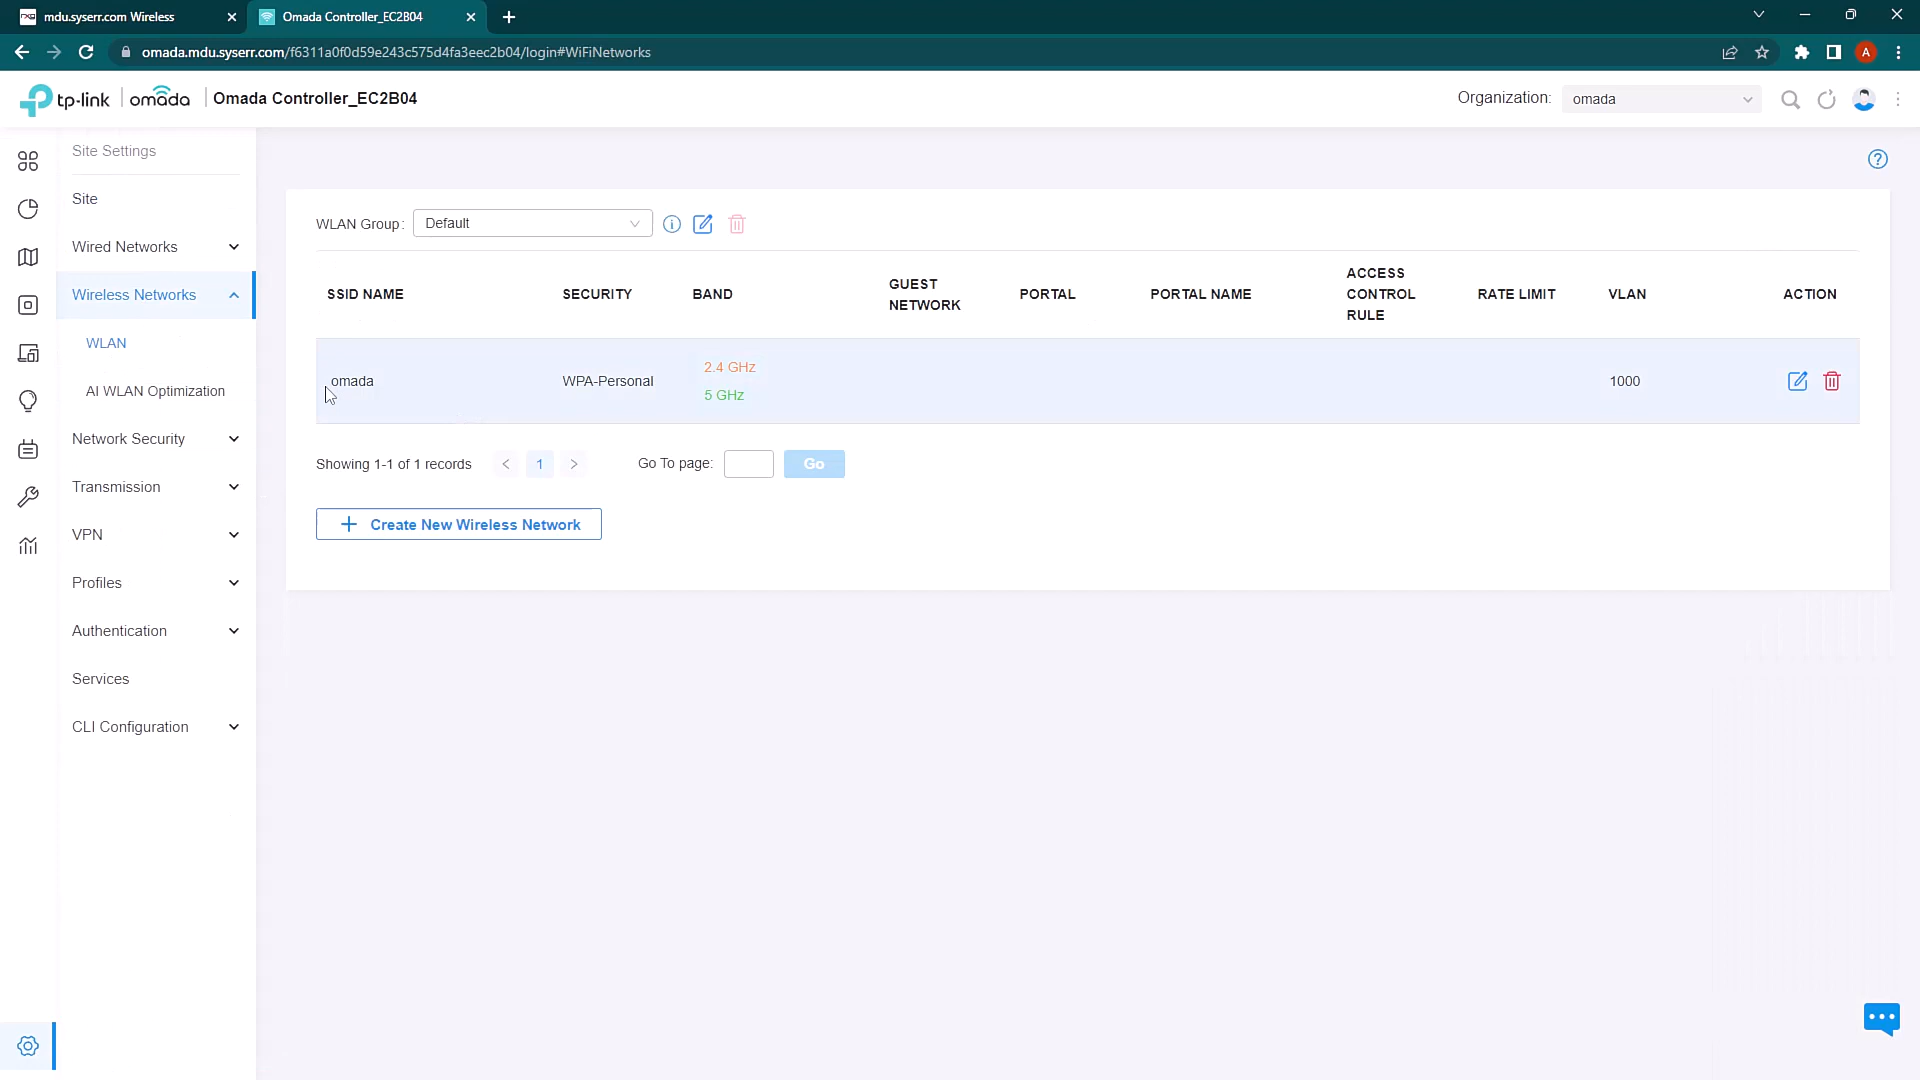 mdu.syserr.com Wireless
Omada Controller_EC2B04
omada.mdu.syserr.com/f6311a0f0d59e243c575d4fa3eec2b04/login#WiFiNetworks
A
tp-link
omada
Omada Controller_EC2B04
Organization:
omada
Site Settings
Site
Wired Networks
Wireless Networks
WLAN
AI WLAN Optimization
Network Security
Transmission
VPN
Profiles
Authentication
Services
CLI Configuration
WLAN Group:
Default
SSID NAME
SECURITY
BAND
GUEST NETWORK
PORTAL
PORTAL NAME
ACCESS CONTROL RULE
RATE LIMIT
VLAN
ACTION
omada
WPA-Personal
2.4 GHz
5 GHz
1000
Showing 1-1 of 1 records
< 1 >
Go To page:
Go
+ Create New Wireless Network